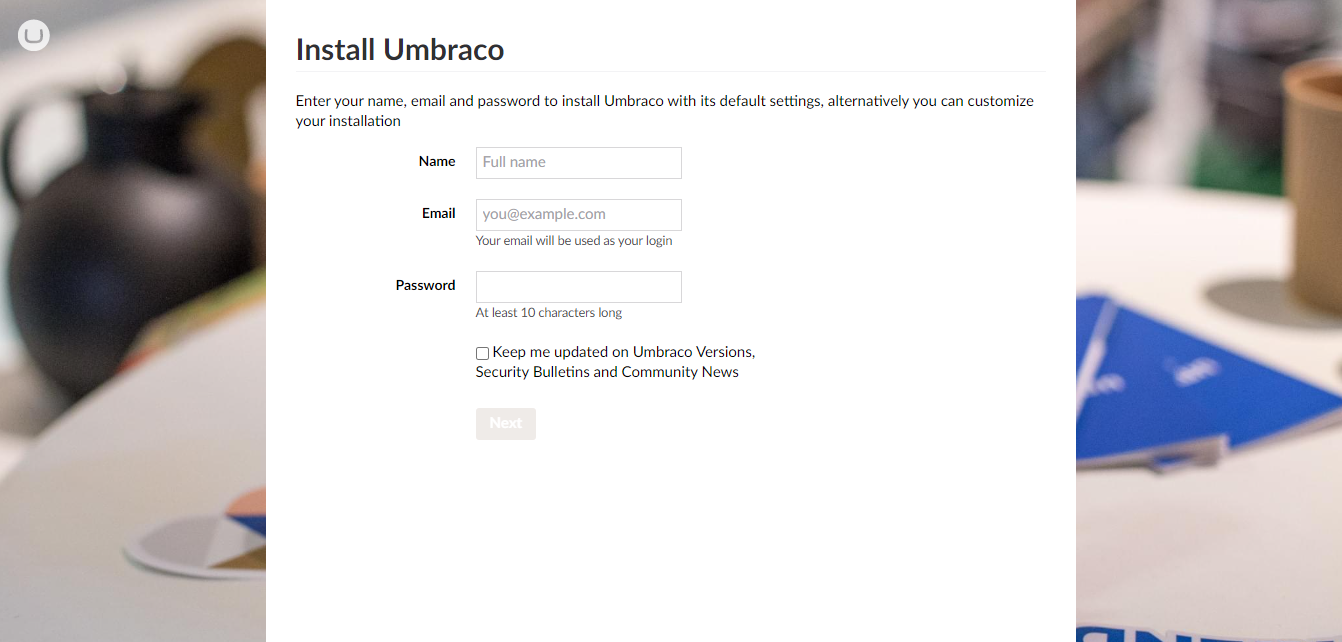 Install Umbraco
Enter your name, email and password to install Umbraco with its default settings, alternatively you can customize
your installation
Name
Full name
Email
you@example.com
Your email will be used as your login
Password
At least 10 characters long
Keep me updated on Umbraco Versions,
Security Bulletins and Community News
Next